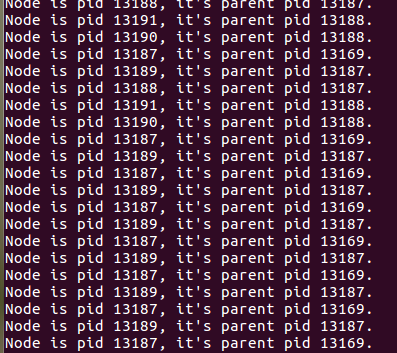 Node is pid 13188, it's parent pid 13187.
Node is pid 13191, it's parent pid 13188.
Node is pid 13190, it's parent pid 13188.
Node is pid 13187, it's parent pid 13169.
Node is pid 13189, it's parent pid 13187.
Node is pid 13188, it's parent pid 13187.
Node is pid 13191, it's parent pid 13188.
Node is pid 13190, it's parent pid 13188.
Node is pid 13187, it's parent pid 13169.
Node is pid 13189, it's parent pid 13187.
Node is pid 13187, it's parent pid 13169.
Node is pid 13189, it's parent pid 13187.
Node is pid 13187, it's parent pid 13169.
Node is pid 13189, it's parent pid 13187.
Node is pid 13187, it's parent pid 13169.
Node is pid 13189, it's parent pid 13187.
Node is pid 13187, it's parent pid 13169.
Node is pid 13189, it's parent pid 13187.
Node is pid 13187, it's parent pid 13169.
Node is pid 13189, it's parent pid 13187.
Node is pid 13187, it's parent pid 13169.